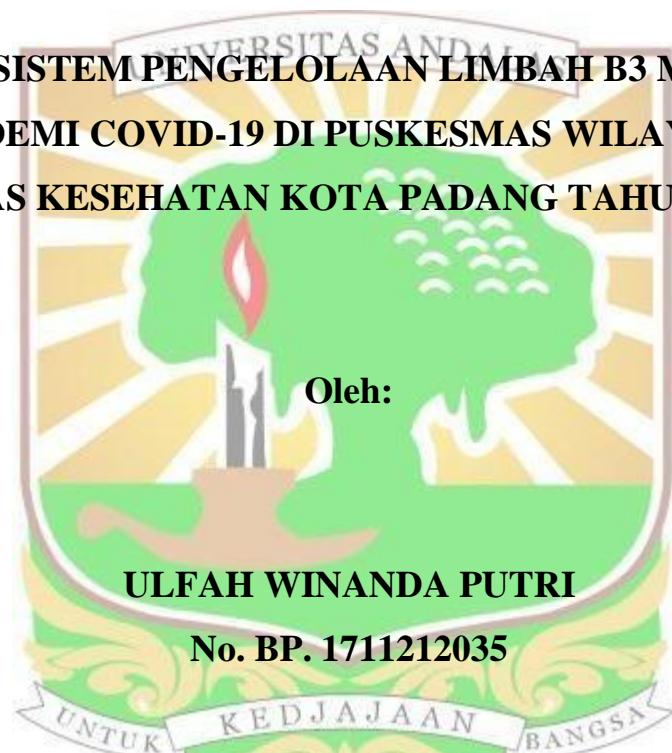 UNIVERSITAS ANDALA
SISTEM PENGELOLAAN LIMBAH B3 M
DEMI COVID-19 DI PUSKESMAS WILAY
AS KESEHATAN KOTA PADANG TAHU
Oleh:
ULFAH WINANDA PUTRI
No. BP. 1711212035
UNTUK KEDJAJAAN BANGSA